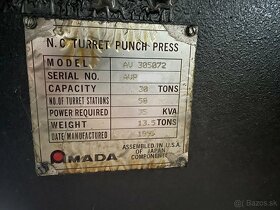 N.C TURRET PUNCH PRESS
MODEL AV 305072
SERIAL NO. AVP
CAPACITY 30 TONS
NO.OF TURRET STATIONS 58
POWER REQUIRED KVA
WEIGHT 13.5 TONS
DATE MANUFACTURED 1995
AMADA ASSEMBLED IN U.S.A
OF JAPAN
COMPONENTS
bazos.sk